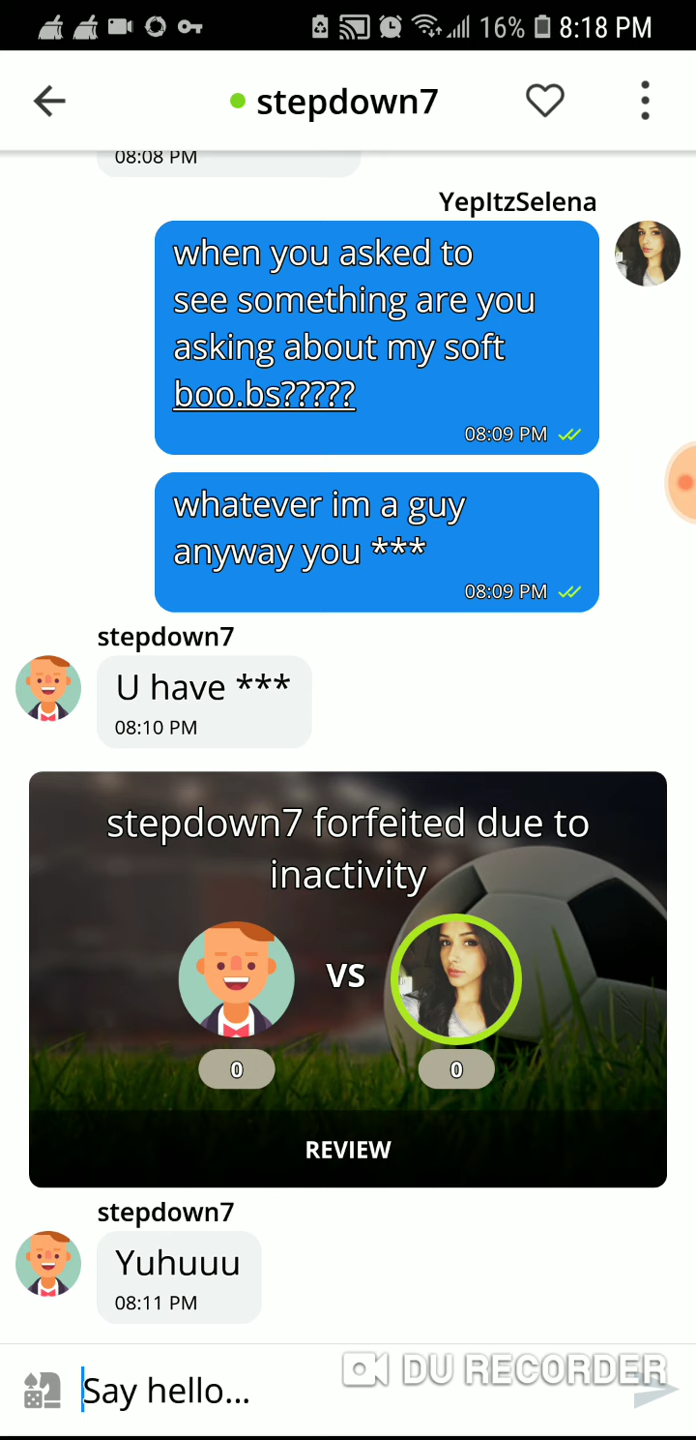 16% 8:18 PM
stepdown7
08:08 PM
YepItzSelena
when you asked to
see something are you
asking about my soft
boo.bs?????
08:09 PM
whatever im a guy
anyway you ***
08:09 PM
stepdown7
U have ***
08:10 PM
stepdown7 forfeited due to
inactivity
VS
0 0
REVIEW
stepdown7
Yuhuuu
08:11 PM
DU RECORDER
Say hello...